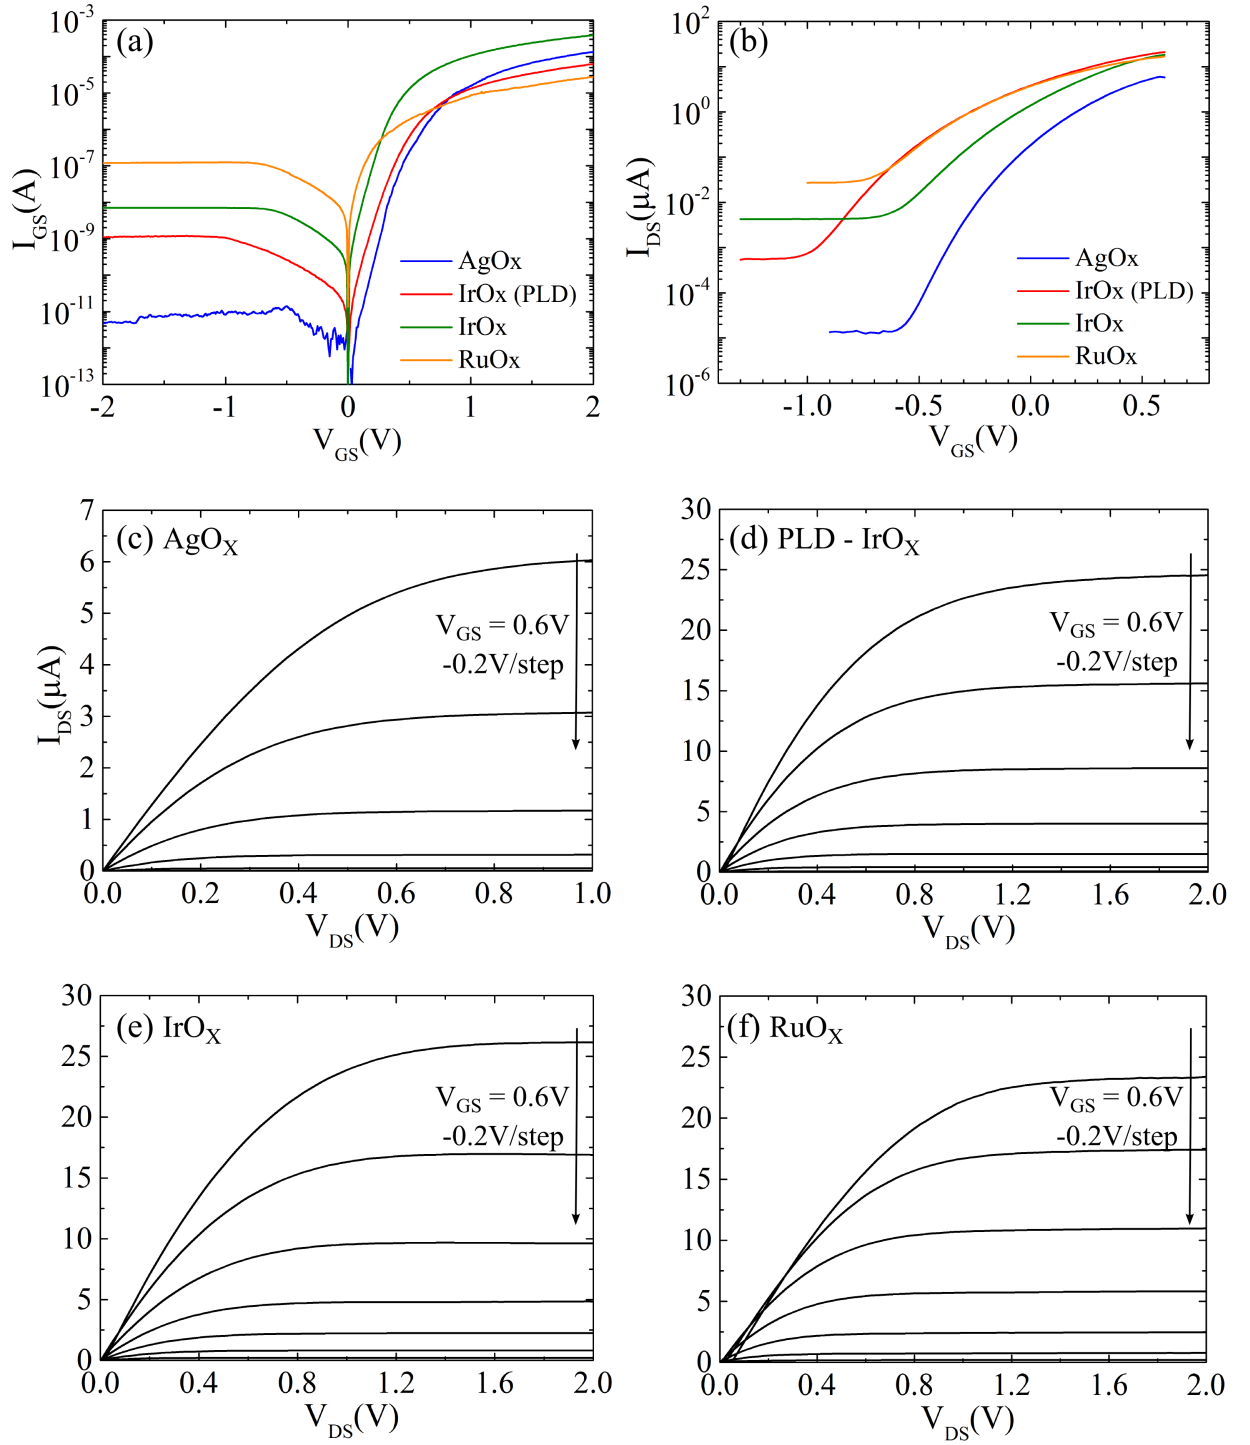 (a)
10⁻³
10⁻⁵
10⁻⁷
10⁻⁹
10⁻¹¹
10⁻¹³
I_GS(A)
AgOx
IrOx (PLD)
IrOx
RuOx
-2 -1 0 1 2
V_GS(V)
(b)
10²
10⁰
10⁻²
10⁻⁴
10⁻⁶
I_DS(μA)
AgOx
IrOx (PLD)
IrOx
RuOx
-1.0 -0.5 0.0 0.5
V_GS(V)
(c) AgO_X
7
6
5
4
3
2
1
0
I_DS(μA)
V_GS = 0.6V
-0.2V/step
0.0 0.2 0.4 0.6 0.8 1.0
V_DS(V)
(d) PLD - IrO_X
30
25
20
15
10
5
0
V_GS = 0.6V
-0.2V/step
0.0 0.4 0.8 1.2 1.6 2.0
V_DS(V)
(e) IrO_X
30
25
20
15
10
5
0
V_GS = 0.6V
-0.2V/step
0.0 0.4 0.8 1.2 1.6 2.0
V_DS(V)
(f) RuO_X
30
25
20
15
10
5
0
V_GS = 0.6V
-0.2V/step
0.0 0.4 0.8 1.2 1.6 2.0
V_DS(V)